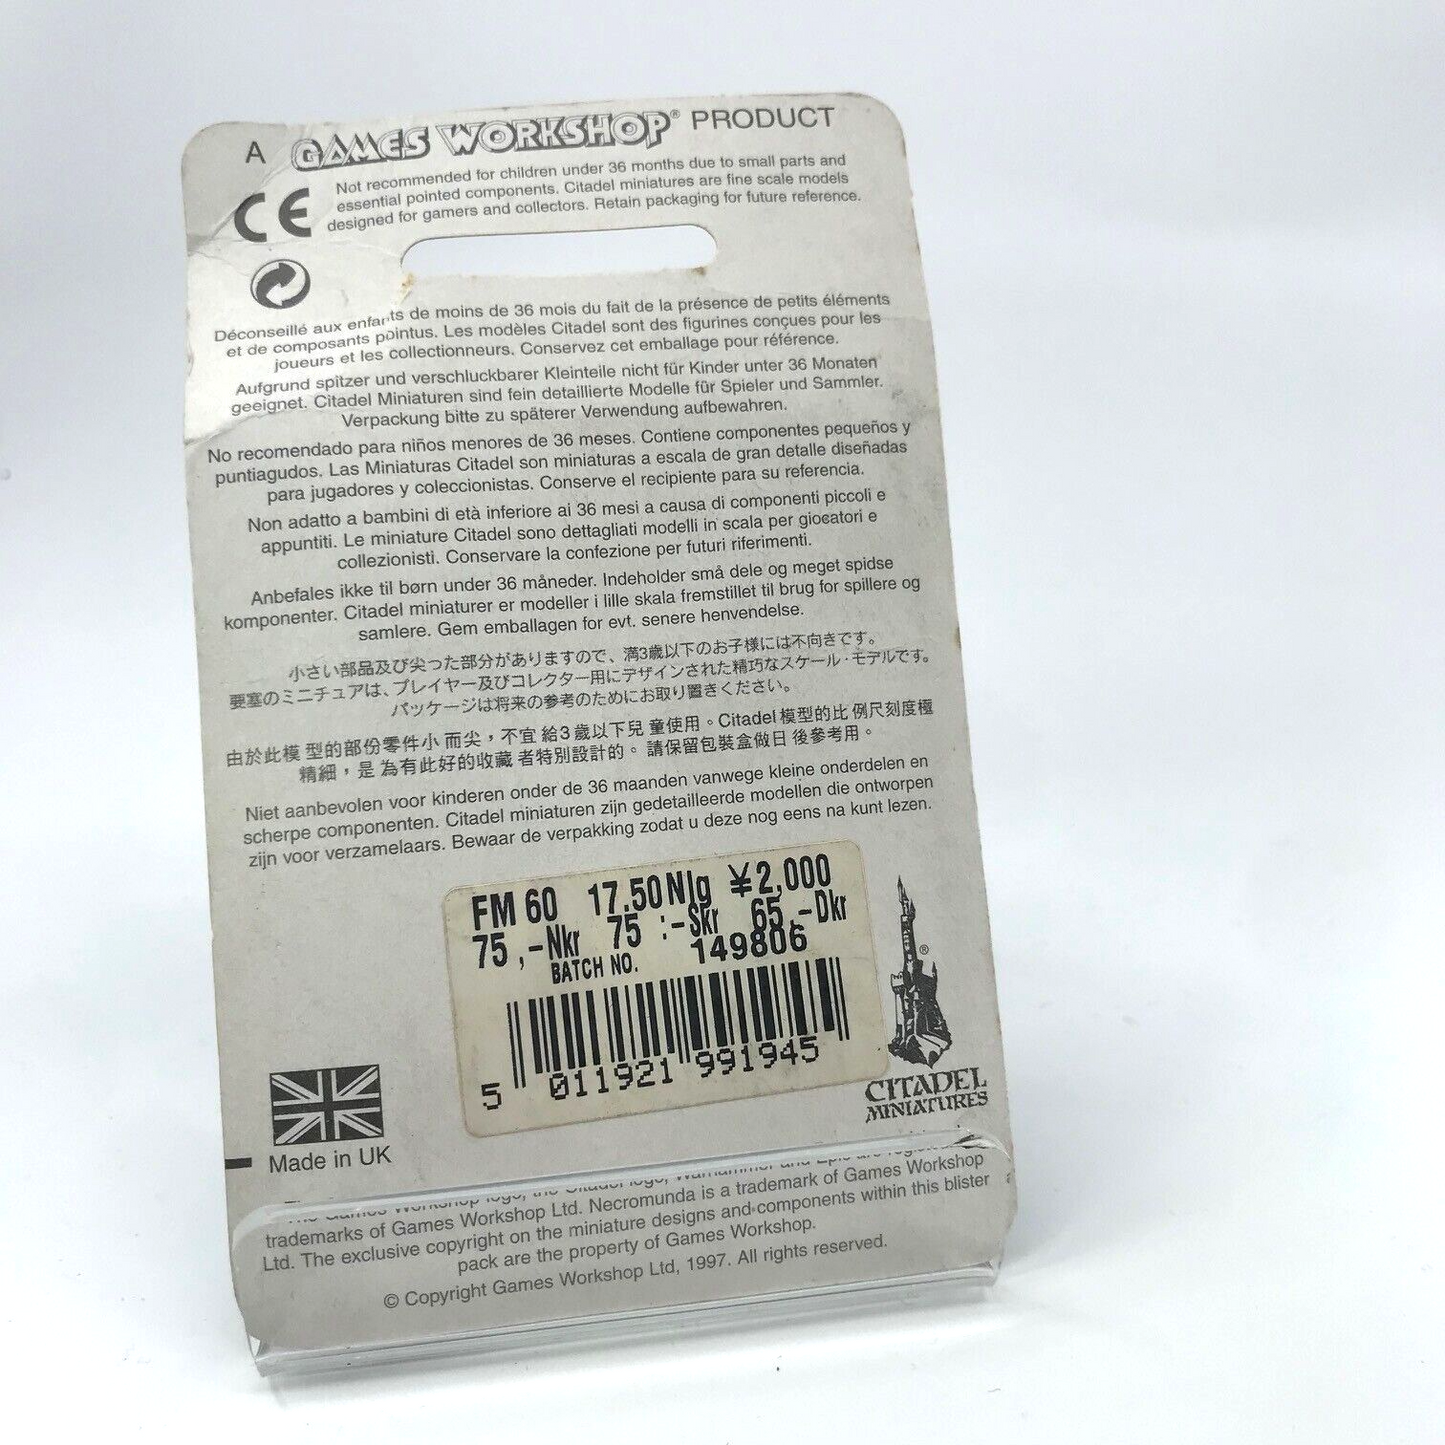 A GAMES WORKSHOP® PRODUCT
CE
Not recommended for children under 36 months due to small parts and
essential pointed components. Citadel miniatures are fine scale models
designed for gamers and collectors. Retain packaging for future reference.
Déconseillé aux enfants de moins de 36 mois du fait de la présence de petits éléments
et de composants pointus. Les modèles Citadel sont des figurines conçues pour les
joueurs et les collectionneurs. Conservez cet emballage pour référence.
Aufgrund spitzer und verschluckbarer Kleinteile nicht für Kinder unter 36 Monaten
geeignet. Citadel Miniaturen sind fein detaillierte Modelle für Spieler und Sammler.
Verpackung bitte zu späterer Verwendung aufbewahren.
No recomendado para niños menores de 36 meses. Contiene componentes pequeños y
puntiagudos. Las Miniaturas Citadel son miniaturas a escala de gran detalle diseñadas
para jugadores y coleccionistas. Conserve el recipiente para su referencia.
Non adatto a bambini di età inferiore ai 36 mesi a causa di componenti piccoli e
appuntiti. Le miniature Citadel sono dettagliati modelli in scala per giocatori e
collezionisti. Conservare la confezione per futuri riferimenti.
Anbefales ikke til børn under 36 måneder. Indeholder små dele og meget spidse
komponenter. Citadel miniaturer er modeller i lille skala fremstillet til brug for spillere og
samlere. Gem emballagen for evt. senere henvendelse.
小さい部品及び尖った部分がありますので、満3歳以下のお子様には不向きです。
要塞のミニチュアは、プレイヤー及びコレクター用にデザインされた精巧なスケール・モデルです。
パッケージは将来の参考のためにお取り置きください。
由於此模 型的部份零件小 而尖，不宜 給3 歲以下兒 童使用。Citadel 模型的比 例尺刻度極
精細，是 為有此好的收藏 者特別設計的。 請保留包裝盒做日 後參考用。
Niet aanbevolen voor kinderen onder de 36 maanden vanwege kleine onderdelen en
scherpe componenten. Citadel miniaturen zijn gedetailleerde modellen die ontworpen
zijn voor verzamelaars. Bewaar de verpakking zodat u deze nog eens na kunt lezen.
FM 60 17.50 Nlg ¥2,000
75,-Nkr 75 :-Skr 65,-Dkr
BATCH NO. 149806
5 011921 991945
®
CITADEL
MINIATURES
Made in UK
The Games Workshop logo, the Citadel logo, Warhammer and Epic are
trademarks of Games Workshop Ltd. Necromunda is a trademark of Games Workshop
Ltd. The exclusive copyright on the miniature designs and components within this blister
pack are the property of Games Workshop.
© Copyright Games Workshop Ltd, 1997. All rights reserved.